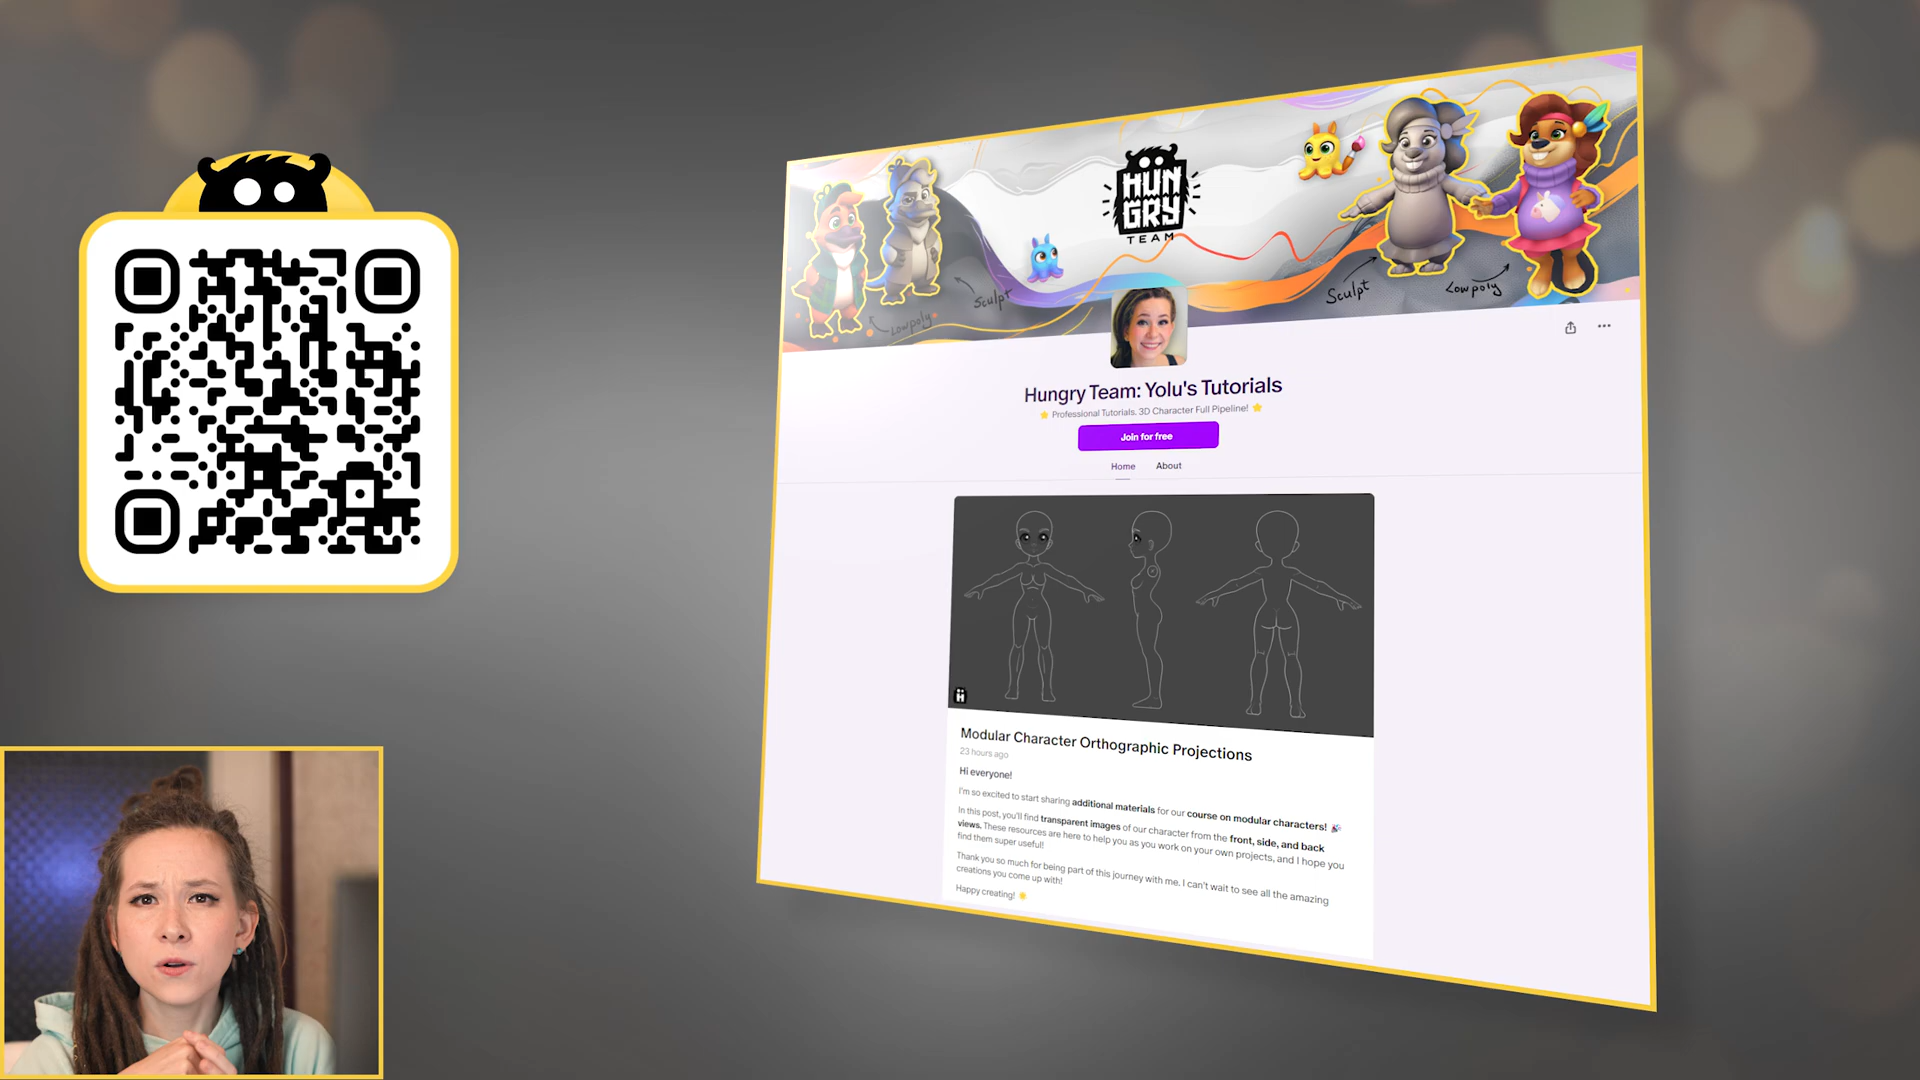 HUN
GRY
TEAM
Sculpt
Lowpoly
Sculpt
Lowpoly
Hungry Team: Yolu's Tutorials
⭐ Professional Tutorials. 3D Character Full Pipeline! ⭐
Join for free
Home About
Modular Character Orthographic Projections
23 hours ago
Hi everyone!
I'm so excited to start sharing additional materials for our course on modular characters! 🎉
In this post, you'll find transparent images of our character from the front, side, and back
views. These resources are here to help you as you work on your own projects, and I hope you
find them super useful!
Thank you so much for being part of this journey with me. I can't wait to see all the amazing
creations you come up with!
Happy creating! 🌟